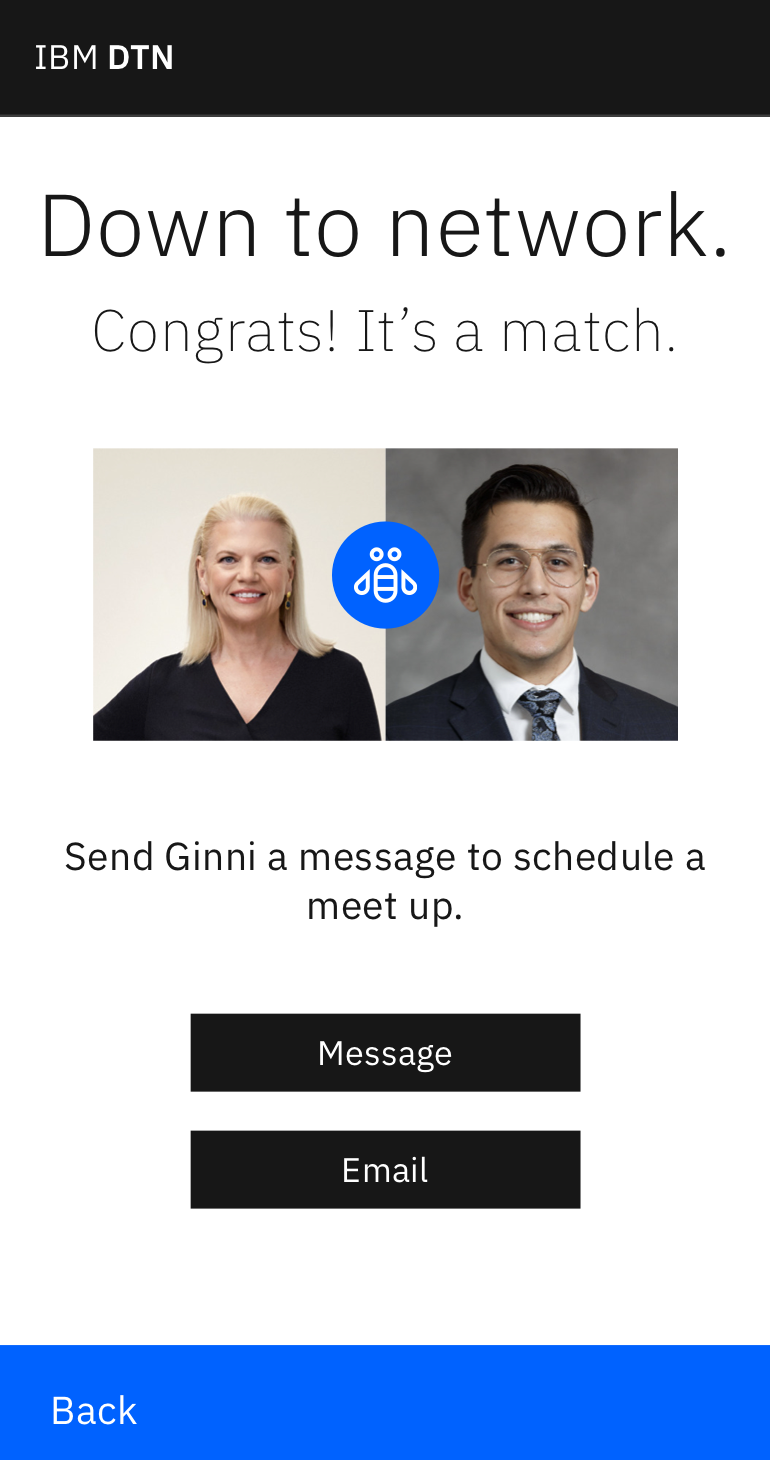 IBM DTN
Down to network.
Congrats! It’s a match.
Send Ginni a message to schedule a
meet up.
Message
Email
Back